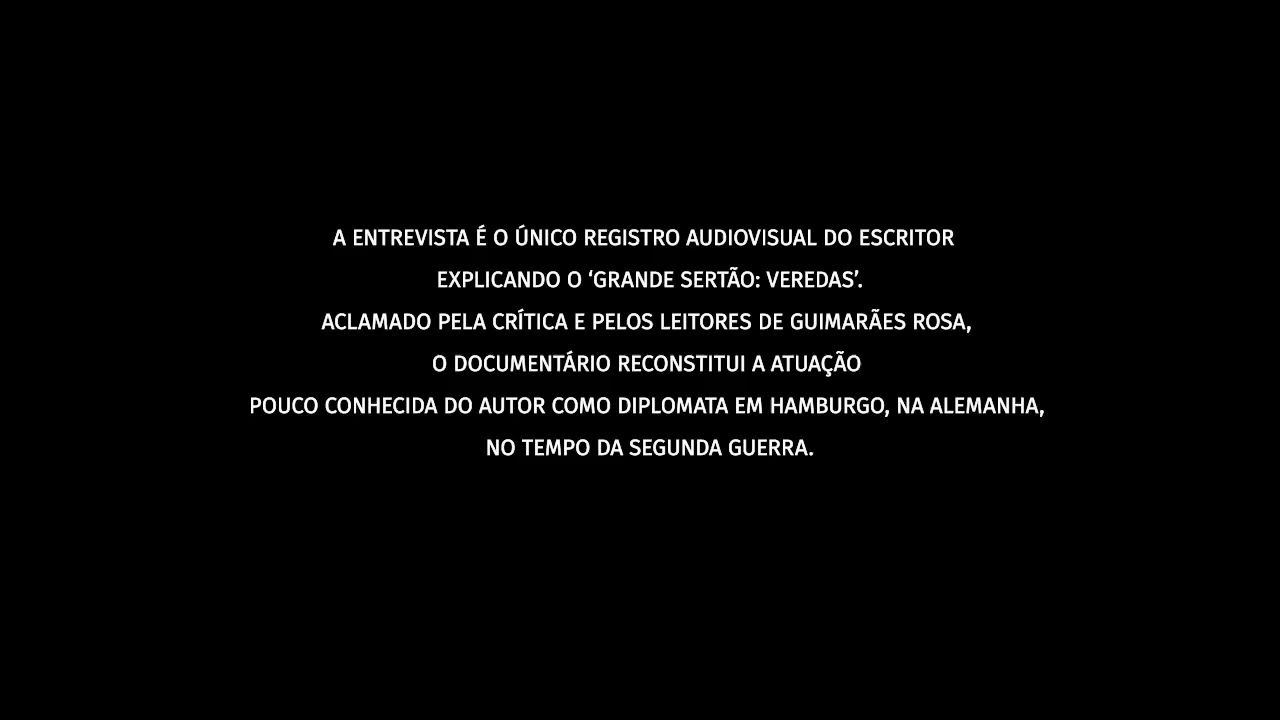 A ENTREVISTA É O ÚNICO REGISTRO AUDIOVISUAL DO ESCRITOR
EXPLICANDO O ‘GRANDE SERTÃO: VEREDAS’.
ACLAMADO PELA CRÍTICA E PELOS LEITORES DE GUIMARÃES ROSA,
O DOCUMENTÁRIO RECONSTITUI A ATUAÇÃO
POUCO CONHECIDA DO AUTOR COMO DIPLOMATA EM HAMBURGO, NA ALEMANHA,
NO TEMPO DA SEGUNDA GUERRA.